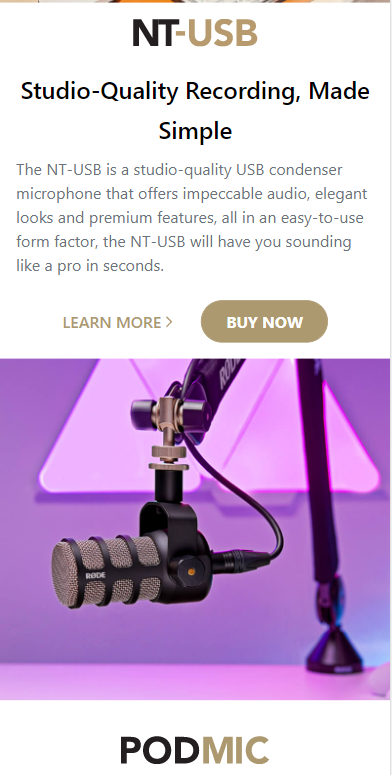 NT-USB
Studio-Quality Recording, Made
Simple
The NT-USB is a studio-quality USB condenser
microphone that offers impeccable audio, elegant
looks and premium features, all in an easy-to-use
form factor, the NT-USB will have you sounding
like a pro in seconds.
LEARN MORE >
BUY NOW
RØDE
RØDE
PODMIC